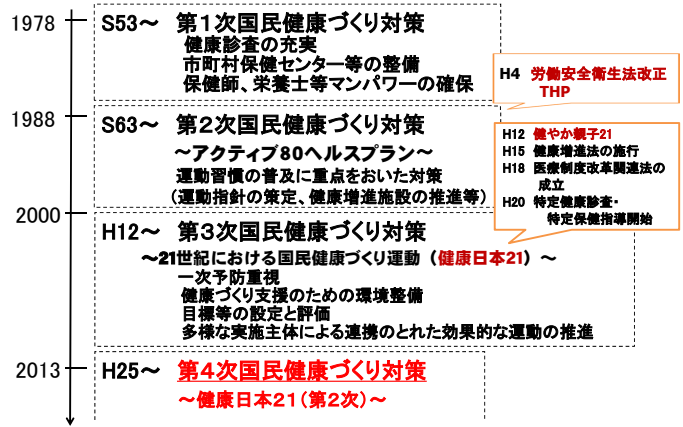 1978
S53～ 第１次国民健康づくり対策
健康診査の充実
市町村保健センター等の整備
保健師、栄養士等マンパワーの確保
H4 労働安全衛生法改正
THP
1988
S63～ 第２次国民健康づくり対策
～アクティブ80ヘルスプラン～
運動習慣の普及に重点をおいた対策
（運動指針の策定、健康増進施設の推進等）
H12 健やか親子21
H15 健康増進法の施行
H18 医療制度改革関連法の
成立
H20 特定健康診査・
特定保健指導開始
2000
H12～ 第３次国民健康づくり対策
～21世紀における国民健康づくり運動（健康日本21）～
一次予防重視
健康づくり支援のための環境整備
目標等の設定と評価
多様な実施主体による連携のとれた効果的な運動の推進
2013
H25～ 第４次国民健康づくり対策
～健康日本２１（第２次）～